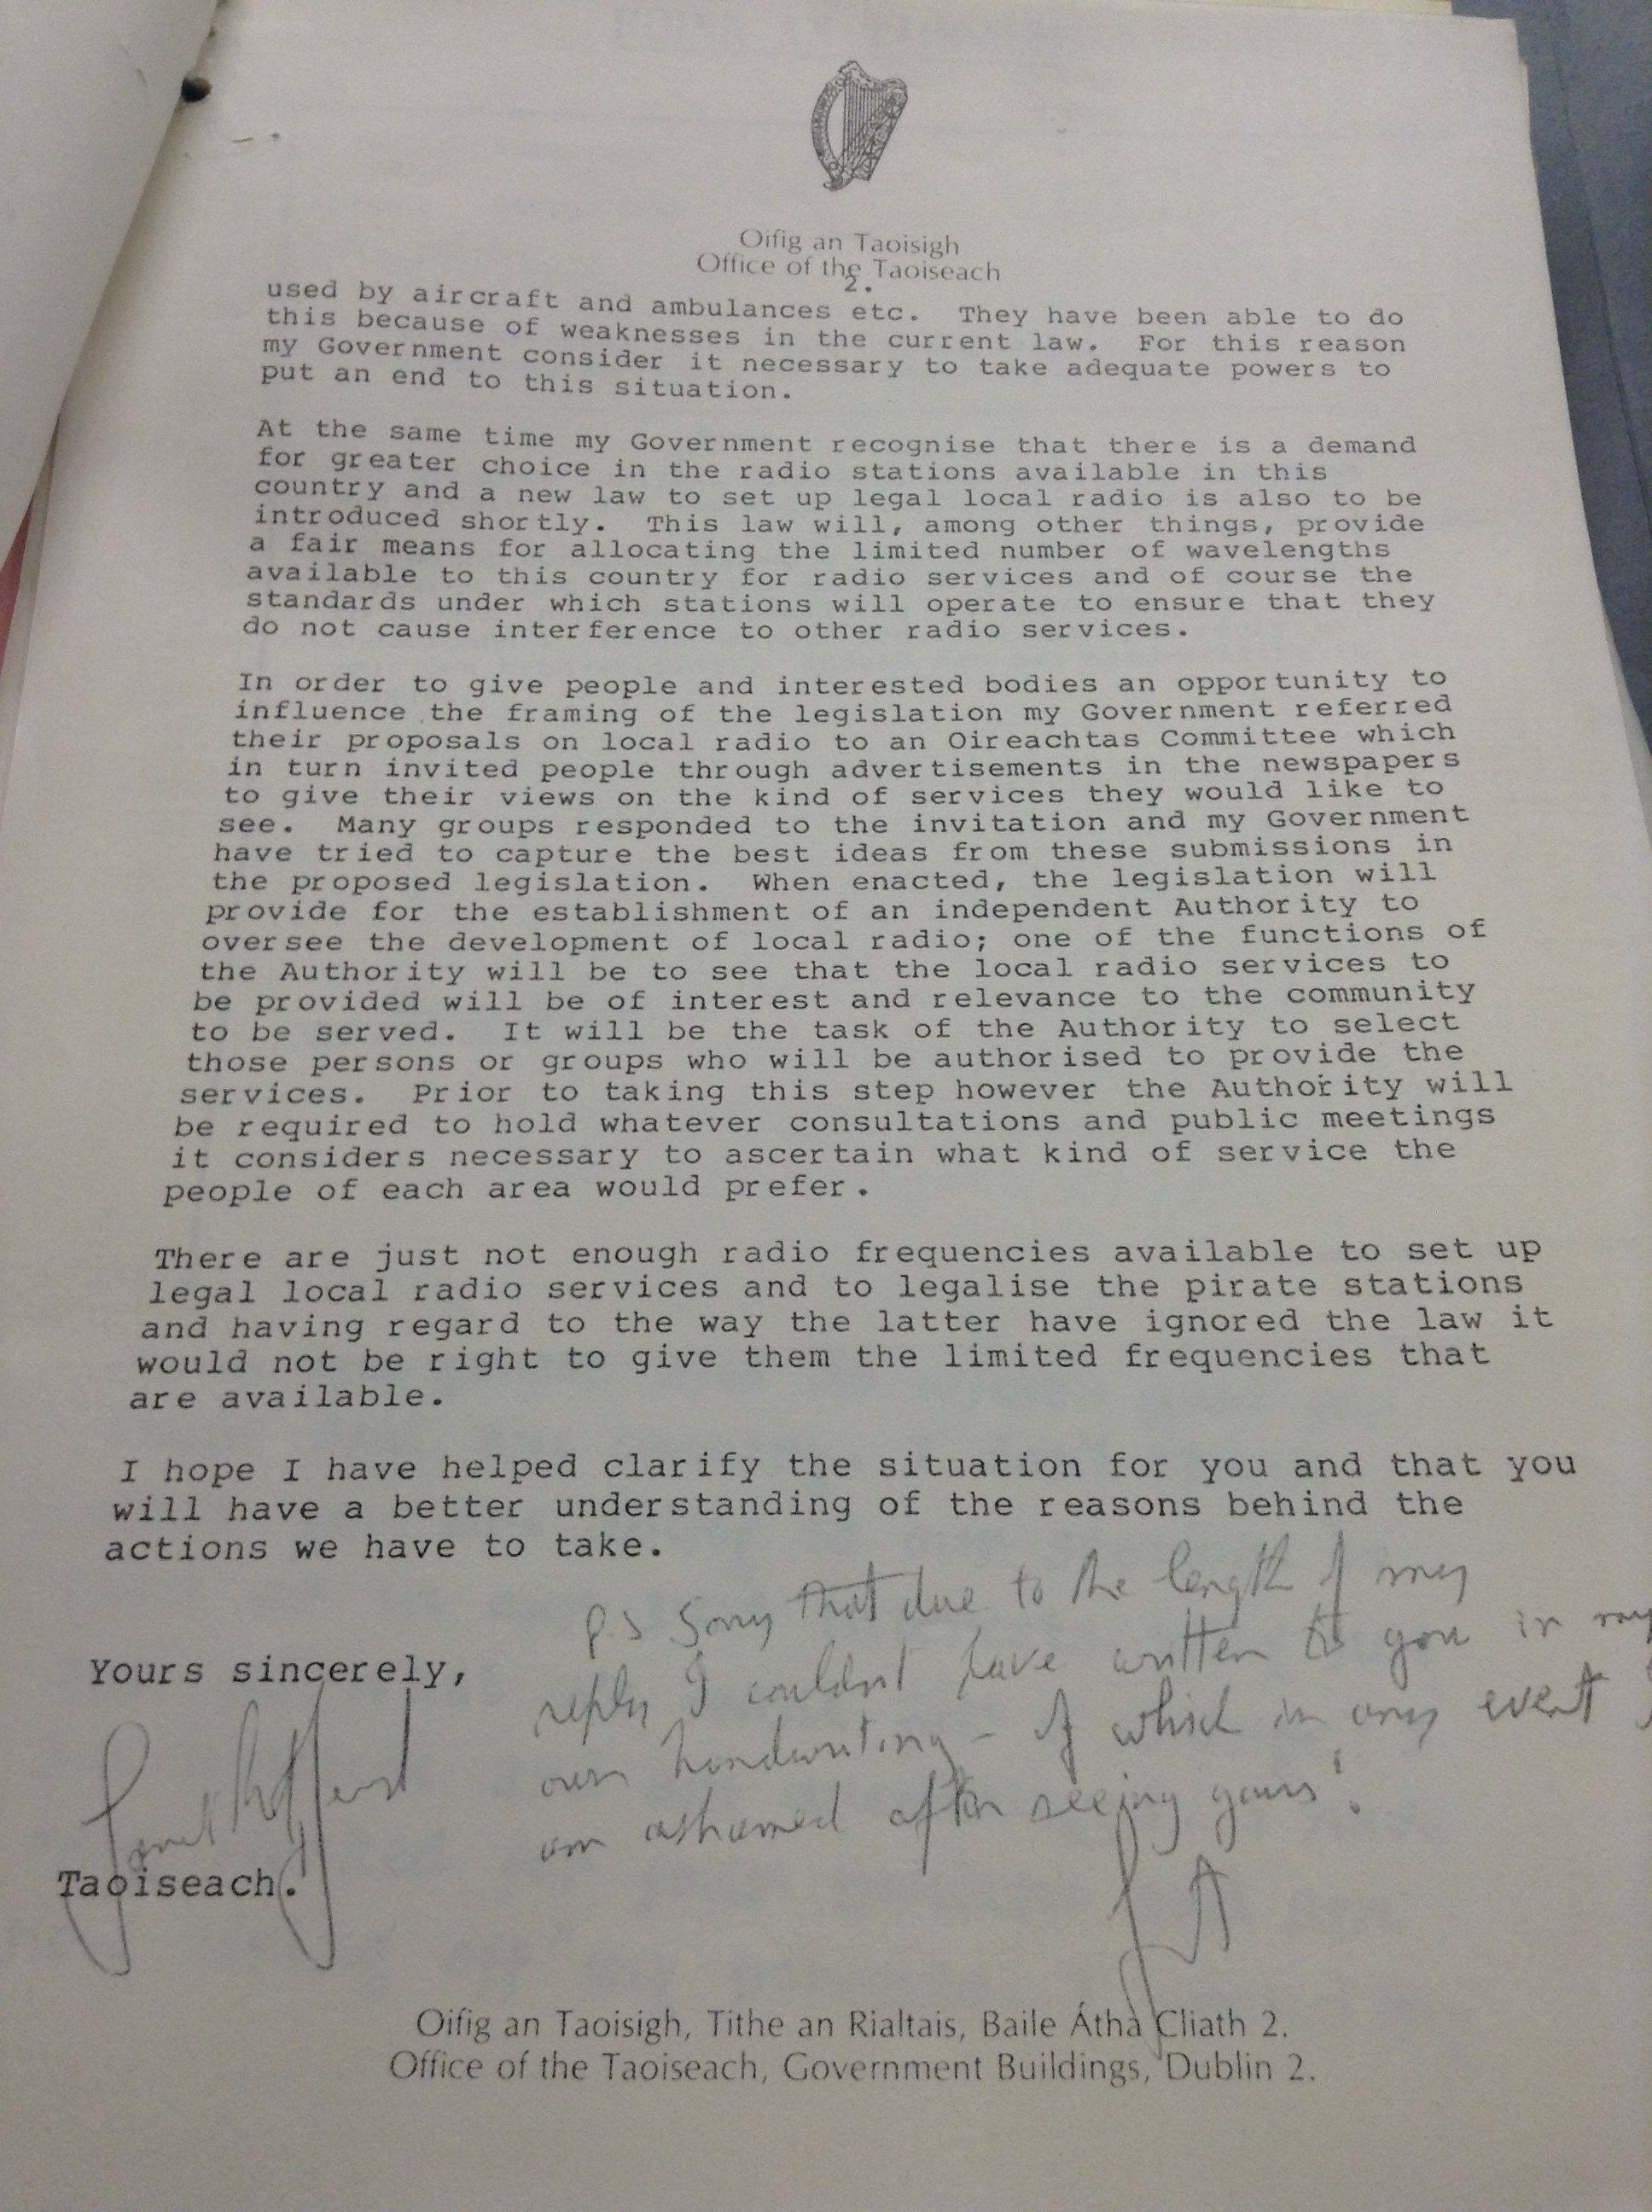 Oifig an Taoisigh
Office of the Taoiseach
2.
used by aircraft and ambulances etc. They have been able to do
this because of weaknesses in the current law. For this reason
my Government consider it necessary to take adequate powers to
put an end to this situation.
At the same time my Government recognise that there is a demand
for greater choice in the radio stations available in this
country and a new law to set up legal local radio is also to be
introduced shortly. This law will, among other things, provide
a fair means for allocating the limited number of wavelengths
available to this country for radio services and of course the
standards under which stations will operate to ensure that they
do not cause interference to other radio services.
In order to give people and interested bodies an opportunity to
influence the framing of the legislation my Government referred
their proposals on local radio to an Oireachtas Committee which
in turn invited people through advertisements in the newspapers
to give their views on the kind of services they would like to
see. Many groups responded to the invitation and my Government
have tried to capture the best ideas from these submissions in
the proposed legislation. When enacted, the legislation will
provide for the establishment of an independent Authority to
oversee the development of local radio; one of the functions of
the Authority will be to see that the local radio services to
be provided will be of interest and relevance to the community
to be served. It will be the task of the Authority to select
those persons or groups who will be authorised to provide the
services. Prior to taking this step however the Authority will
be required to hold whatever consultations and public meetings
it considers necessary to ascertain what kind of service the
people of each area would prefer.
There are just not enough radio frequencies available to set up
legal local radio services and to legalise the pirate stations
and having regard to the way the latter have ignored the law it
would not be right to give them the limited frequencies that
are available.
I hope I have helped clarify the situation for you and that you
will have a better understanding of the reasons behind the
actions we have to take.
Yours sincerely,
Taoiseach.
P.S Sorry that due to the length of my
reply I couldnt have written to you in my
own handwriting - of which in any event I
am ashamed after seeing yours!
Oifig an Taoisigh, Tithe an Rialtais, Baile Átha Cliath 2.
Office of the Taoiseach, Government Buildings, Dublin 2.